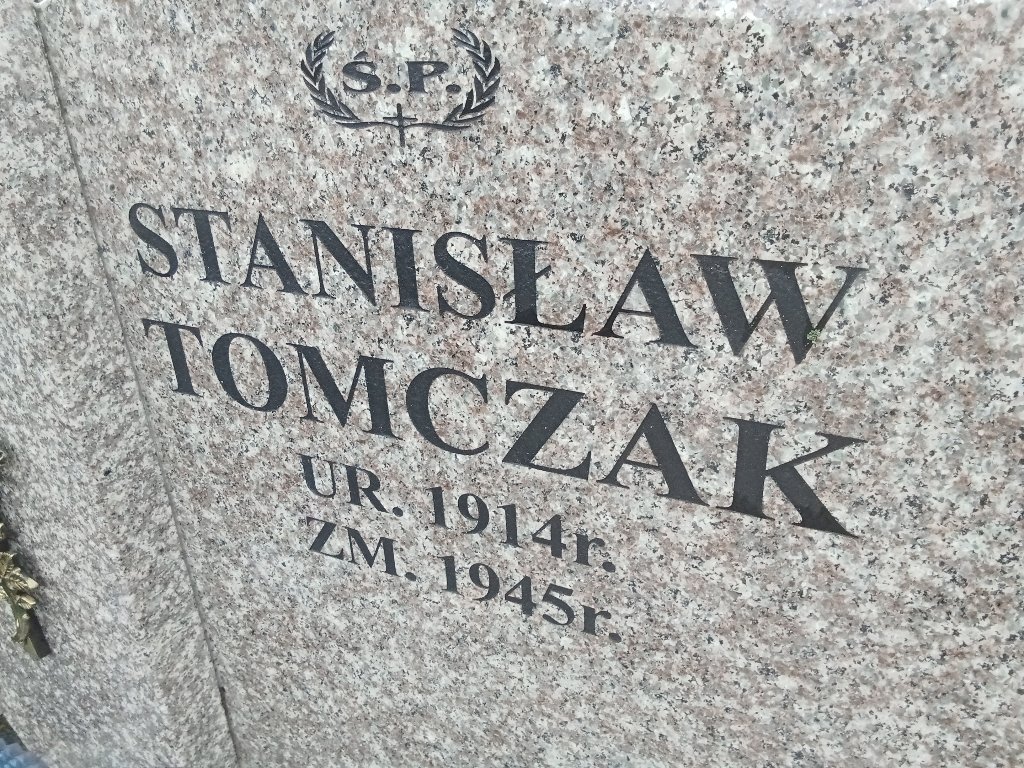 Ś.P.
STANISŁAW
TOMCZAK
UR. 1914r.
ZM. 1945r.